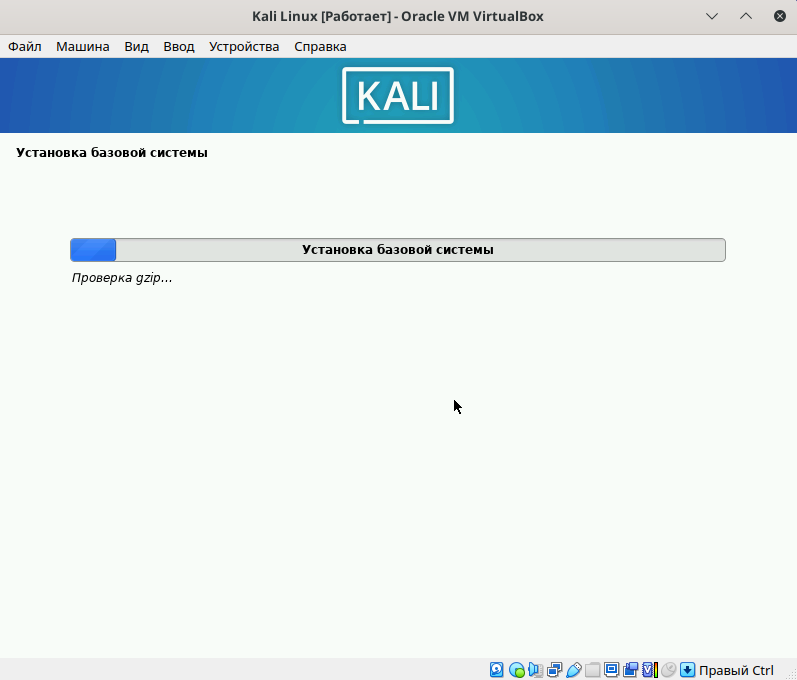 Kali Linux [Работает] - Oracle VM VirtualBox
Файл Машина Вид Ввод Устройства Справка
KALI
Установка базовой системы
Установка базовой системы
Проверка gzip...
Правый Ctrl